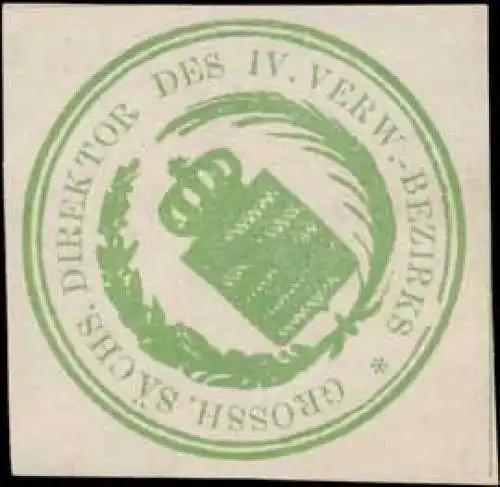 GROSSH. SÄCHS. DIREKTOR DES IV. VERW.-BEZIRKS *